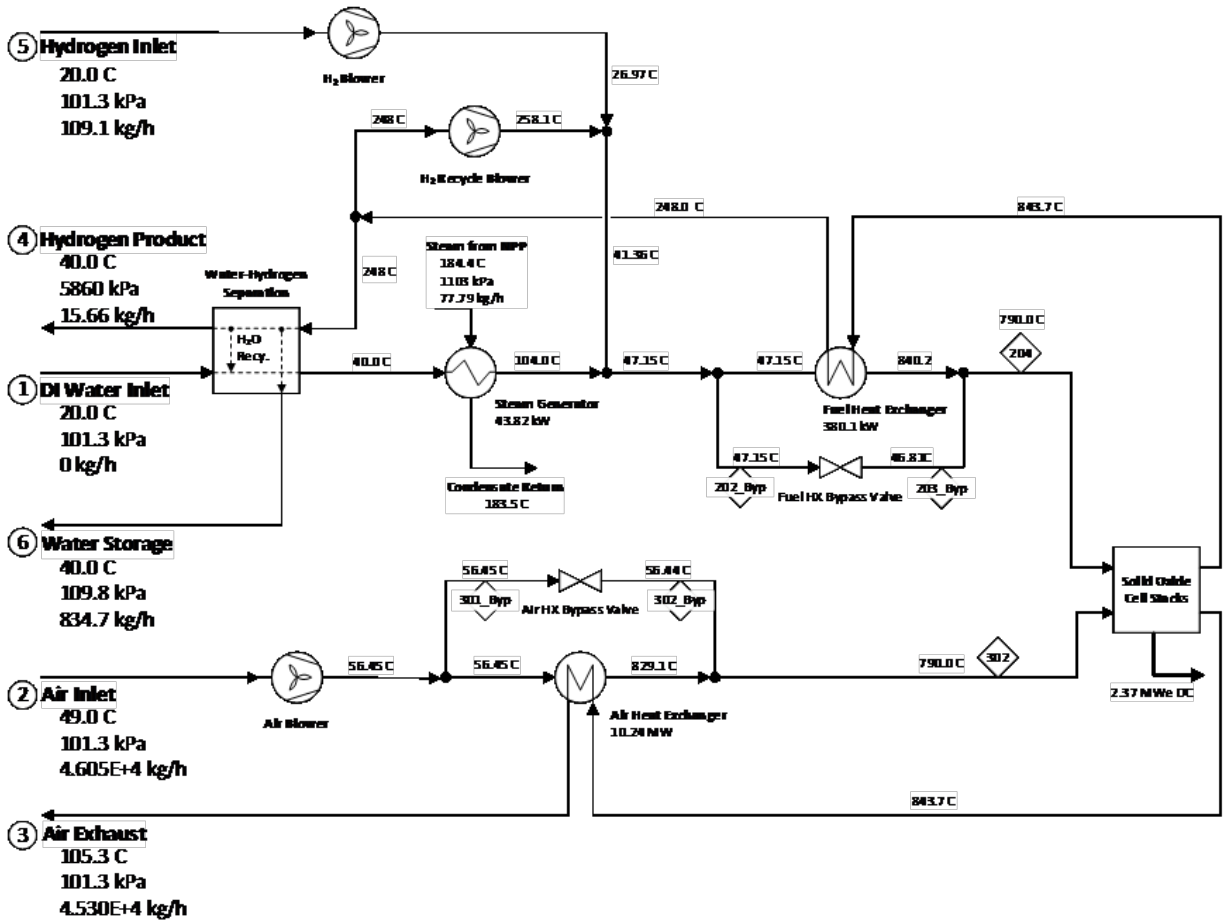 5 Hydrogen Inlet
20.0 C
101.3 kPa
109.1 kg/h
H₂ Blower
26.97 C
248 C
258.1 C
H₂ Recycle Blower
248.0 C
843.7 C
4 Hydrogen Product
40.0 C
5860 kPa
15.66 kg/h
Water-Hydrogen
Separation
H₂O
Recy.
248 C
Steam from NPP
184.4 C
1103 kPa
77.79 kg/h
41.36 C
40.0 C
104.0 C
47.15 C
47.15 C
840.2
790.0 C
204
1 DI Water Inlet
20.0 C
101.3 kPa
0 kg/h
Steam Generator
43.82 kW
Fuel Heat Exchanger
380.1 kW
47.15 C
46.81C
202_Byp
Fuel HX Bypass Valve
203_Byp
Condensate Return
183.5 C
6 Water Storage
40.0 C
109.8 kPa
834.7 kg/h
56.45 C
56.44 C
301_Byp
Air HX Bypass Valve
302_Byp
Solid Oxide
Cell Stacks
56.45 C
56.45 C
829.1 C
790.0 C
302
2.37 MWe DC
2 Air Inlet
49.0 C
101.3 kPa
4.605E+4 kg/h
Air Blower
Air Heat Exchanger
10.24 MW
843.7 C
3 Air Exhaust
105.3 C
101.3 kPa
4.530E+4 kg/h